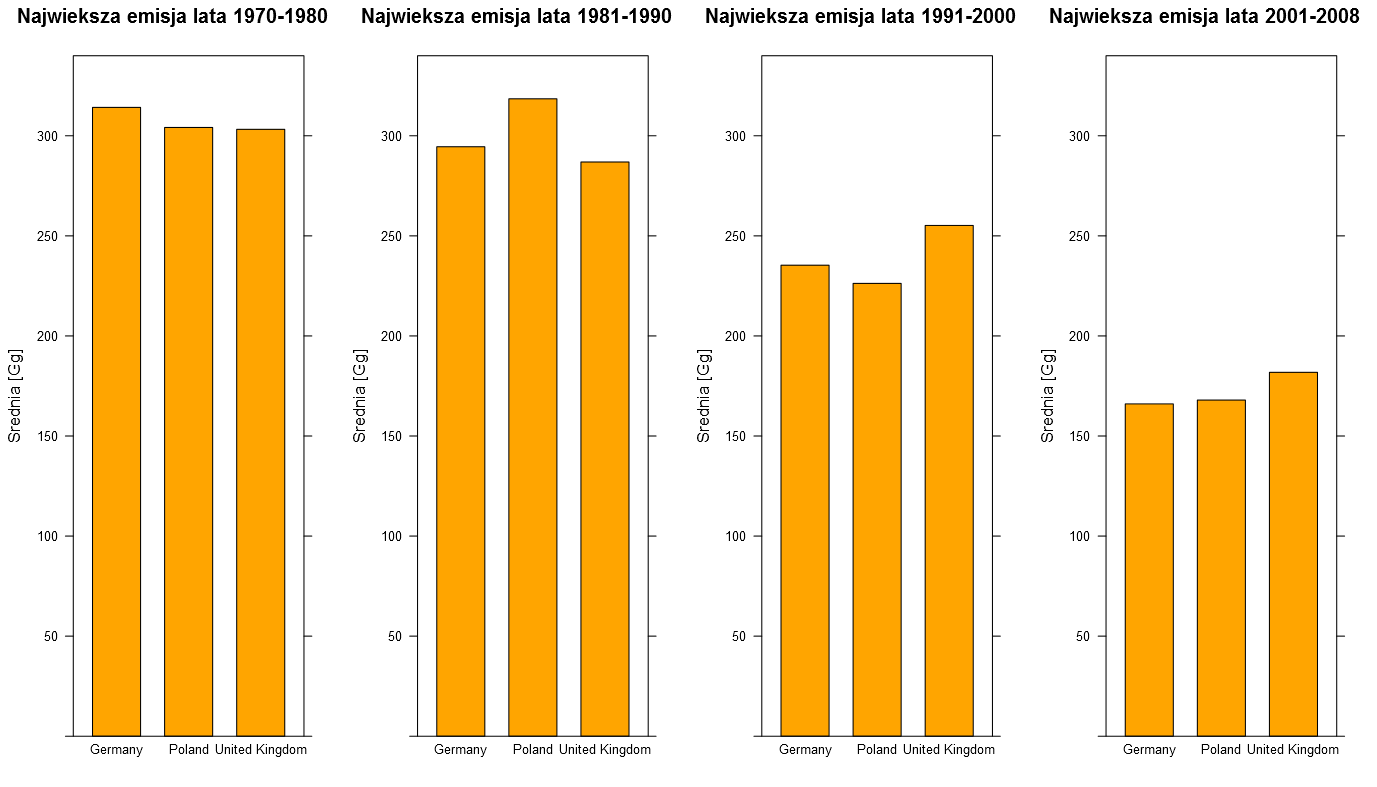 Najwieksza emisja lata 1970-1980
Srednia [Gg]
300
250
200
150
100
50
Germany Poland United Kingdom
Najwieksza emisja lata 1981-1990
Srednia [Gg]
300
250
200
150
100
50
Germany Poland United Kingdom
Najwieksza emisja lata 1991-2000
Srednia [Gg]
300
250
200
150
100
50
Germany Poland United Kingdom
Najwieksza emisja lata 2001-2008
Srednia [Gg]
300
250
200
150
100
50
Germany Poland United Kingdom